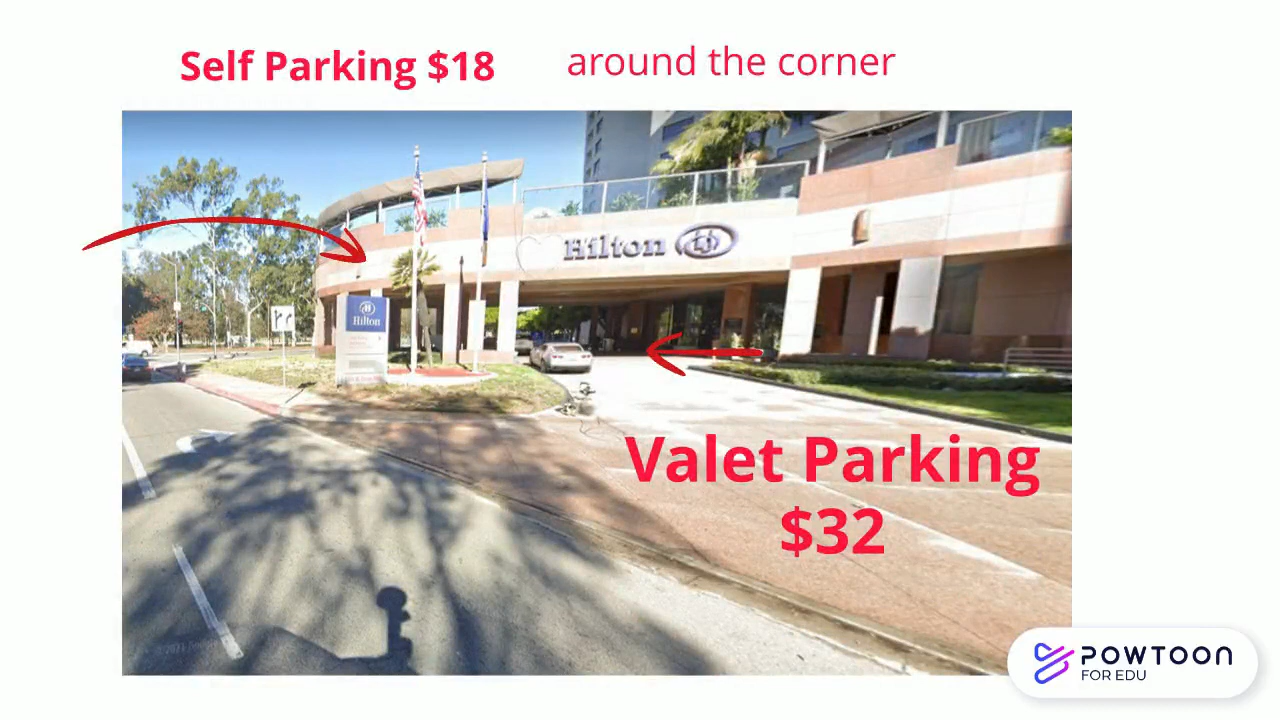 Self Parking $18
around the corner
Hilton
Hilton
Valet Parking
$32
POWTOON
FOR EDU